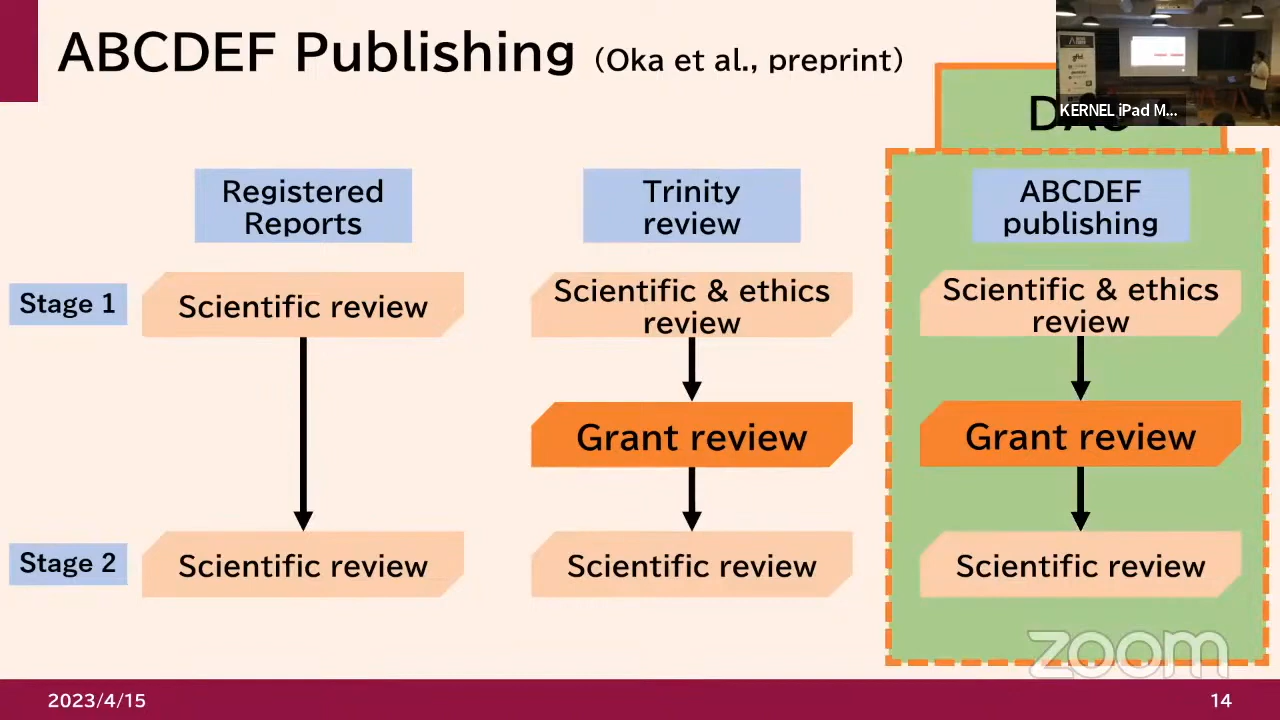 ABCDEF Publishing (Oka et al., preprint)
KERNEL iPad M...
Registered
Reports
Trinity
review
ABCDEF
publishing
Stage 1
Scientific review
Scientific & ethics
review
Scientific & ethics
review
Grant review
Grant review
Stage 2
Scientific review
Scientific review
Scientific review
zoom
2023/4/15
14